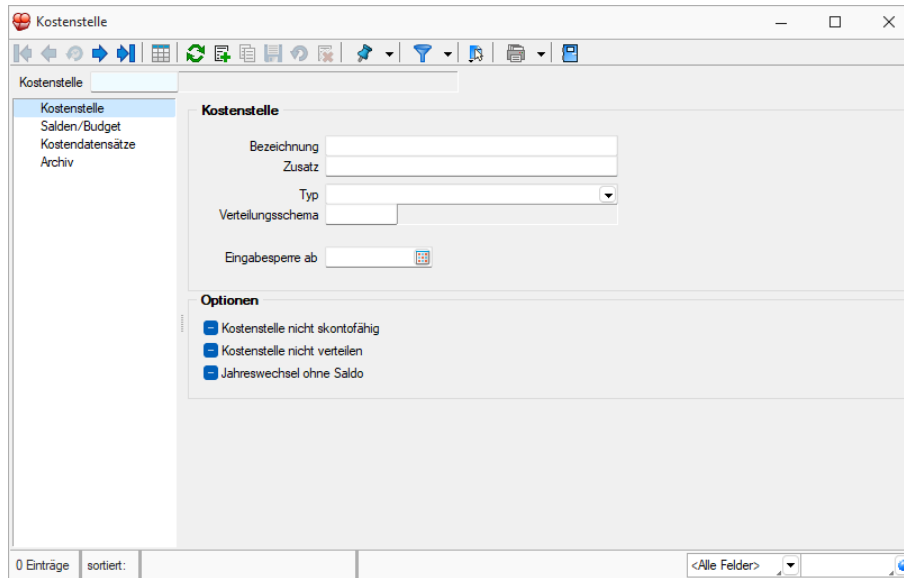 Kostenstelle
Kostenstelle
Kostenstelle
Salden/Budget
Kostendatensätze
Archiv
Kostenstelle
Bezeichnung
Zusatz
Typ
Verteilungsschema
Eingabesperre ab
Optionen
Kostenstelle nicht skontofähig
Kostenstelle nicht verteilen
Jahreswechsel ohne Saldo
0 Einträge sortiert: <Alle Felder>